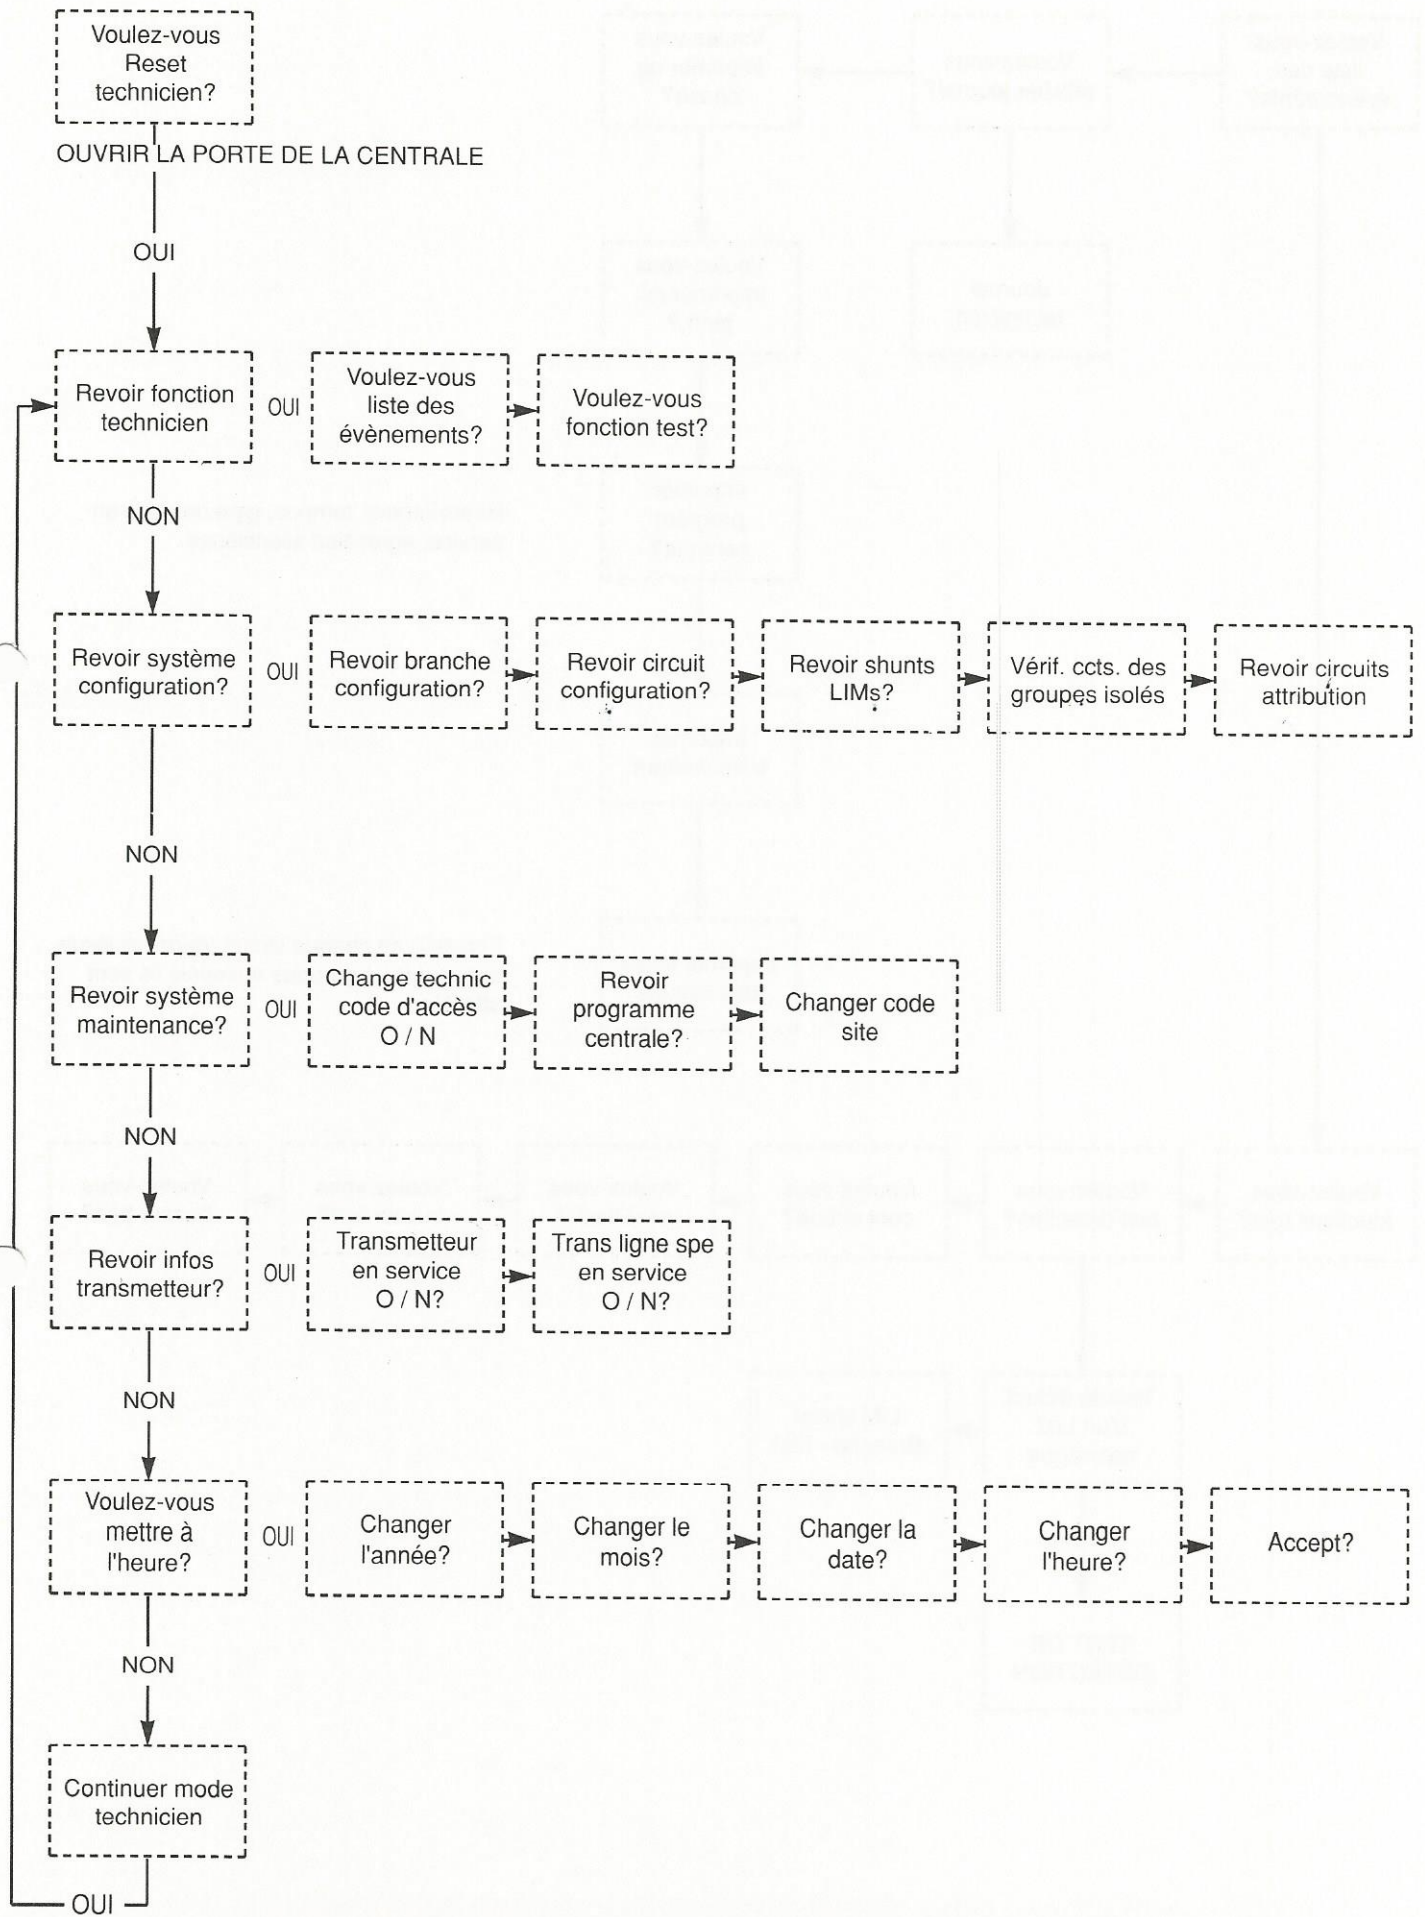 Voulez-vous
Reset
technicien?
OUVRIR LA PORTE DE LA CENTRALE
OUI
Revoir fonction
technicien
OUI
Voulez-vous
liste des
évènements?
Voulez-vous
fonction test?
NON
Revoir système
configuration?
OUI
Revoir branche
configuration?
Revoir circuit
configuration?
Revoir shunts
LIMs?
Vérif. ccts. des
groupes isolés
Revoir circuits
attribution
NON
Revoir système
maintenance?
OUI
Change technic
code d'accès
O / N
Revoir
programme
centrale?
Changer code
site
NON
Revoir infos
transmetteur?
OUI
Transmetteur
en service
O / N?
Trans ligne spe
en service
O / N?
NON
Voulez-vous
mettre à
l'heure?
OUI
Changer
l'année?
Changer le
mois?
Changer la
date?
Changer
l'heure?
Accept?
NON
Continuer mode
technicien
OUI